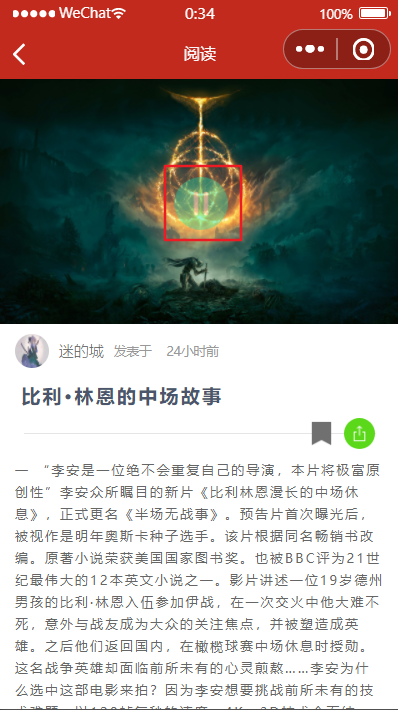 WeChat 0:34 100%
阅读
迷的城 发表于 24小时前
比利·林恩的中场故事
一 “李安是一位绝不会重复自己的导演，本片将极富原
创性”李安众所瞩目的新片《比利林恩漫长的中场休
息》，正式更名《半场无战事》。预告片首次曝光后，
被视作是明年奥斯卡种子选手。该片根据同名畅销书改
编。原著小说荣获美国国家图书奖。也被BBC评为21世
纪最伟大的12本英文小说之一。影片讲述一位19岁德州
男孩的比利·林恩入伍参加伊战，在一次交火中他大难不
死，意外与战友成为大众的关注焦点，并被塑造成英
雄。之后他们返回国内，在橄榄球赛中场休息时授勋。
这名战争英雄却面临前所未有的心灵煎熬……李安为什
么选中这部电影来拍？因为李安想要挑战前所未有的技